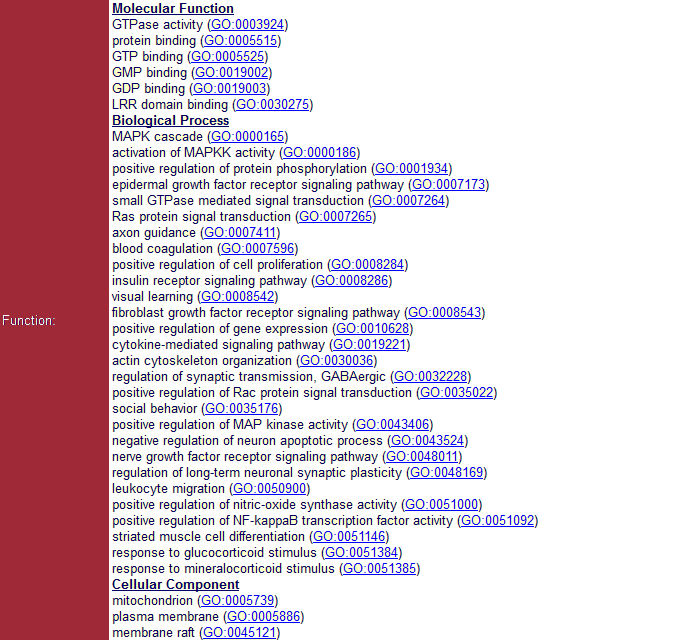 Molecular Function
GTPase activity (GO:0003924)
protein binding (GO:0005515)
GTP binding (GO:0005525)
GMP binding (GO:0019002)
GDP binding (GO:0019003)
LRR domain binding (GO:0030275)
Biological Process
MAPK cascade (GO:0000165)
activation of MAPKK activity (GO:0000186)
positive regulation of protein phosphorylation (GO:0001934)
epidermal growth factor receptor signaling pathway (GO:0007173)
small GTPase mediated signal transduction (GO:0007264)
Ras protein signal transduction (GO:0007265)
axon guidance (GO:0007411)
blood coagulation (GO:0007596)
positive regulation of cell proliferation (GO:0008284)
insulin receptor signaling pathway (GO:0008286)
visual learning (GO:0008542)
Function:
fibroblast growth factor receptor signaling pathway (GO:0008543)
positive regulation of gene expression (GO:0010628)
cytokine-mediated signaling pathway (GO:0019221)
actin cytoskeleton organization (GO:0030036)
regulation of synaptic transmission, GABAergic (GO:0032228)
positive regulation of Rac protein signal transduction (GO:0035022)
social behavior (GO:0035176)
positive regulation of MAP kinase activity (GO:0043406)
negative regulation of neuron apoptotic process (GO:0043524)
nerve growth factor receptor signaling pathway (GO:0048011)
regulation of long-term neuronal synaptic plasticity (GO:0048169)
leukocyte migration (GO:0050900)
positive regulation of nitric-oxide synthase activity (GO:0051000)
positive regulation of NF-kappaB transcription factor activity (GO:0051092)
striated muscle cell differentiation (GO:0051146)
response to glucocorticoid stimulus (GO:0051384)
response to mineralocorticoid stimulus (GO:0051385)
Cellular Component
mitochondrion (GO:0005739)
plasma membrane (GO:0005886)
membrane raft (GO:0045121)